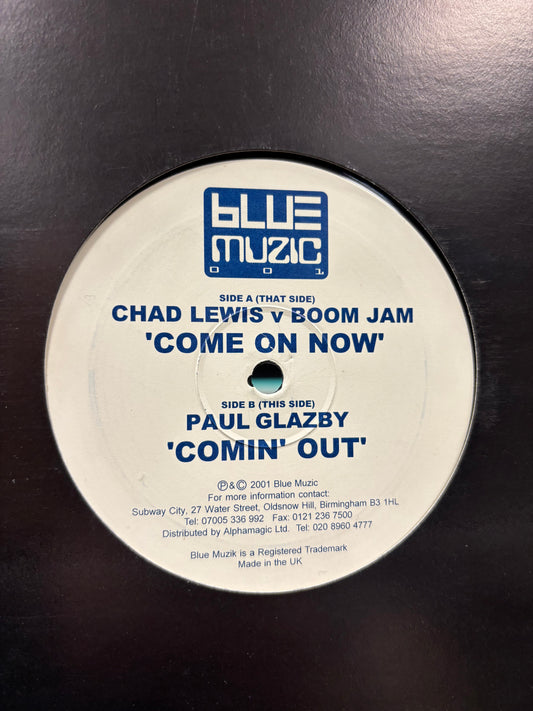 BLUE
MUZIC
001
SIDE A (THAT SIDE)
CHAD LEWIS v BOOM JAM
'COME ON NOW'
SIDE B (THIS SIDE)
PAUL GLAZBY
'COMIN' OUT'
℗ & © 2001 Blue Muzic
For more information contact:
Subway City, 27 Water Street, Oldsnow Hill, Birmingham B3 1HL
Tel: 07005 336 992 Fax: 0121 236 7500
Distributed by Alphamagic Ltd. Tel: 020 8960 4777
Blue Muzik is a Registered Trademark
Made in the UK